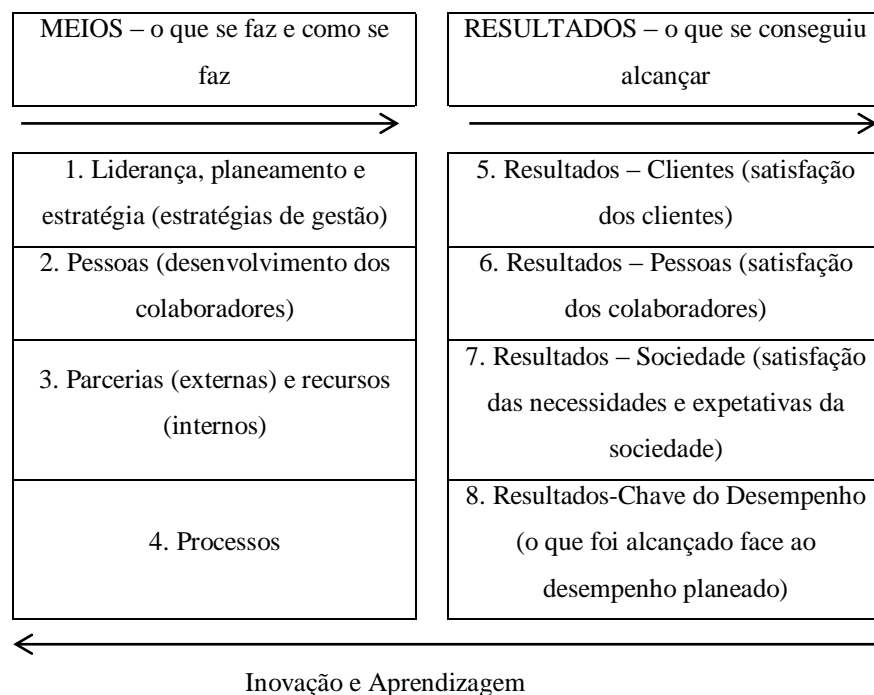 MEIOS – o que se faz e como se
faz
RESULTADOS – o que se conseguiu
alcançar
1. Liderança, planeamento e
estratégia (estratégias de gestão)
2. Pessoas (desenvolvimento dos
colaboradores)
3. Parcerias (externas) e recursos
(internos)
4. Processos
5. Resultados – Clientes (satisfação
dos clientes)
6. Resultados – Pessoas (satisfação
dos colaboradores)
7. Resultados – Sociedade (satisfação
das necessidades e expetativas da
sociedade)
8. Resultados-Chave do Desempenho
(o que foi alcançado face ao
desempenho planeado)
Inovação e Aprendizagem